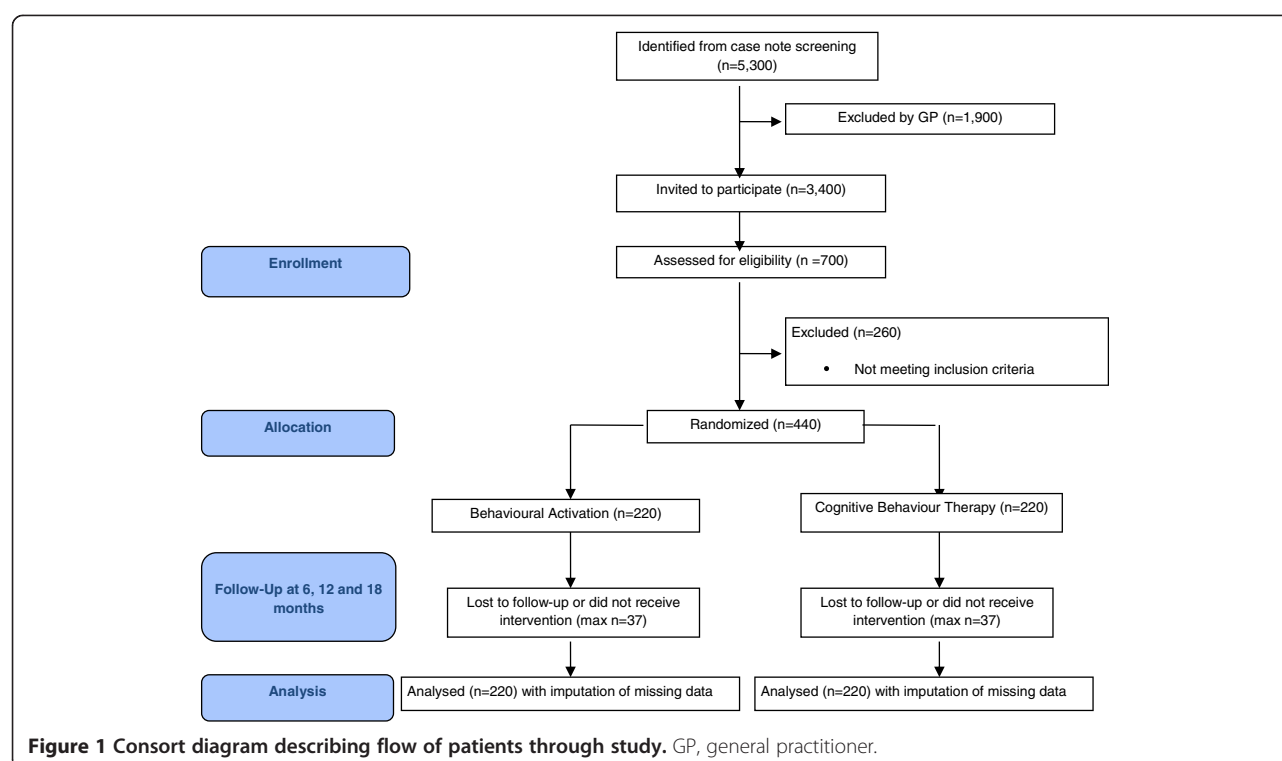 Identified from case note screening
(n=5,300)
Excluded by GP (n=1,900)
Invited to participate (n=3,400)
Enrollment
Assessed for eligibility (n =700)
Excluded (n=260)
• Not meeting inclusion criteria
Allocation
Randomized (n=440)
Behavioural Activation (n=220)
Cognitive Behaviour Therapy (n=220)
Follow-Up at 6, 12 and 18
months
Lost to follow-up or did not receive
intervention (max n=37)
Lost to follow-up or did not receive
intervention (max n=37)
Analysis
Analysed (n=220) with imputation of missing data
Analysed (n=220) with imputation of missing data
Figure 1 Consort diagram describing flow of patients through study. GP, general practitioner.